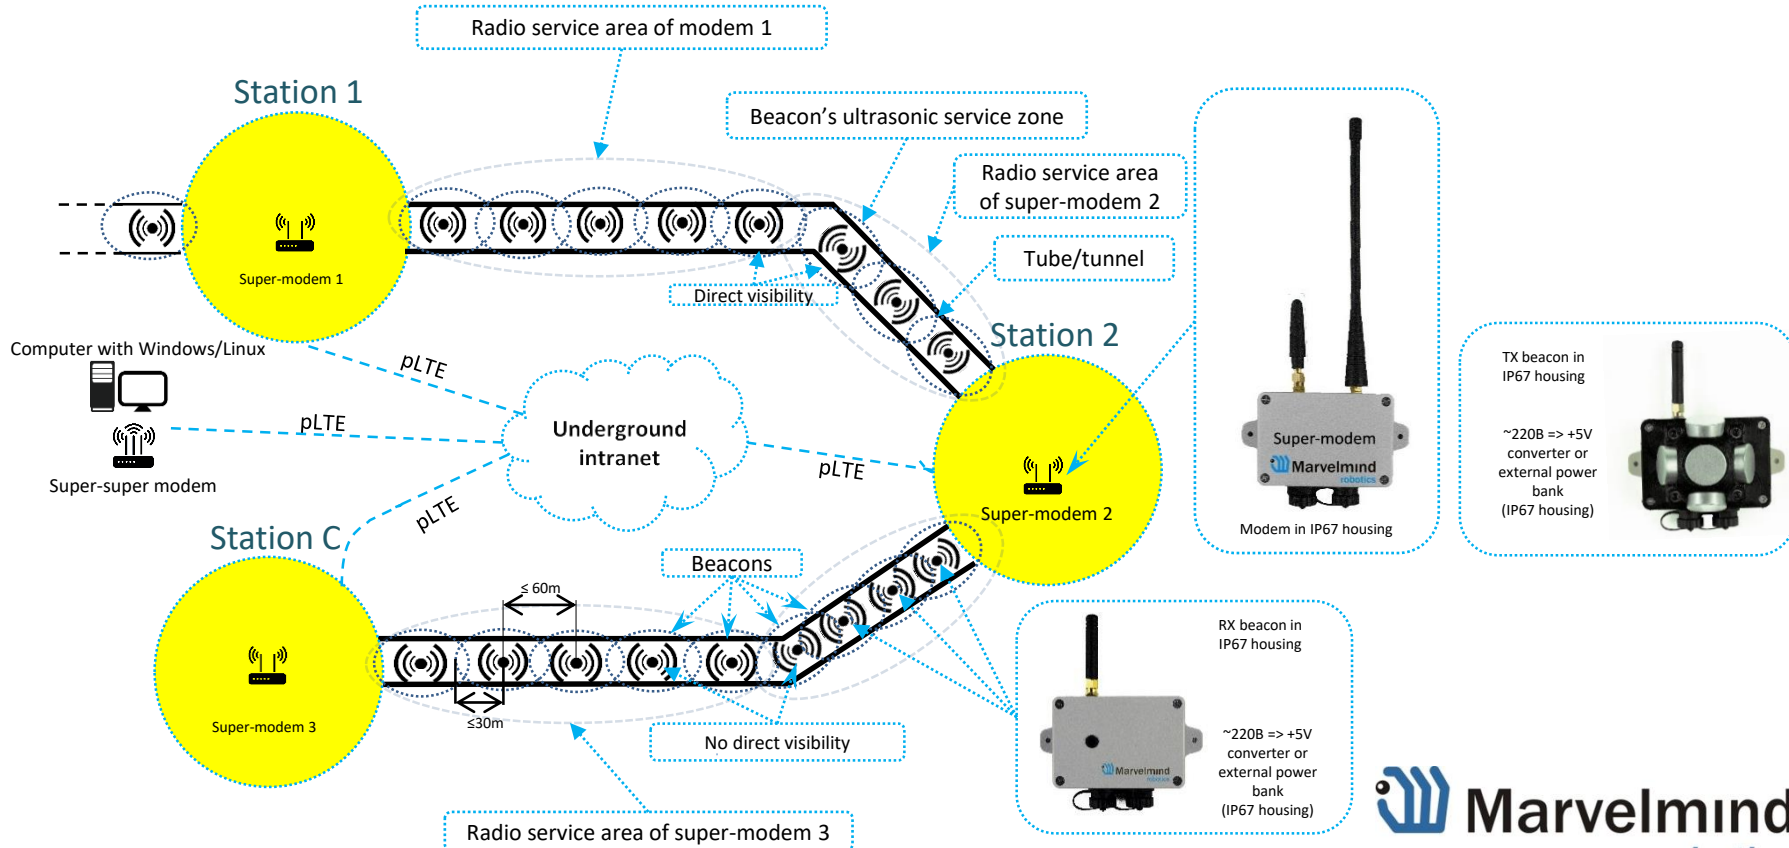 Radio service area of modem 1
Station 1
Beacon's ultrasonic service zone
Radio service area
of super-modem 2
Tube/tunnel
Super-modem 1
Direct visibility
Station 2
Computer with Windows/Linux
pLTE
pLTE
Super-super modem
Underground
intranet
pLTE
pLTE
Super-modem 2
Super-modem
Marvelmind
robotics
Modem in IP67 housing
TX beacon in
IP67 housing
~220B => +5V
converter or
external power
bank
(IP67 housing)
Station C
Beacons
≤ 60m
≤30m
Super-modem 3
No direct visibility
Radio service area of super-modem 3
RX beacon in
IP67 housing
~220B => +5V
converter or
external power
bank
(IP67 housing)
Marvelmind
robotics
Marvelmind